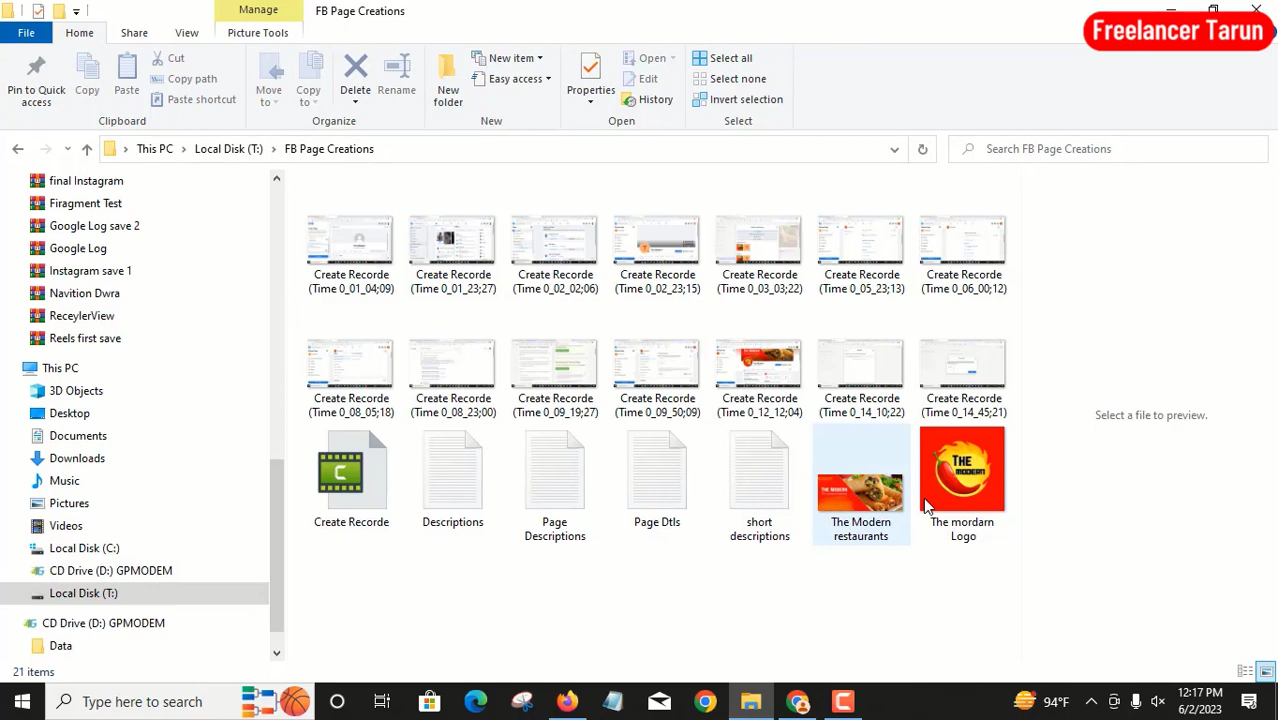 Manage
FB Page Creations
Freelancer Tarun
File
Home
Share
View
Picture Tools
Pin to Quick
access
Copy
Paste
Cut
Copy path
Paste shortcut
Clipboard
Move
to
Copy
to
Delete
Rename
Organize
New
folder
New item
Easy access
New
Properties
Open
Edit
History
Open
Select all
Select none
Invert selection
Select
This PC
Local Disk (T:)
FB Page Creations
Search FB Page Creations
final Instagram
Firagment Test
Google Log save 2
Google Log
Instagram save 1
Navition Dwra
ReceylerView
Reels first save
This PC
3D Objects
Desktop
Documents
Downloads
Music
Pictures
Videos
Local Disk (C:)
CD Drive (D:) GPMODEM
Local Disk (T:)
CD Drive (D:) GPMODEM
Data
Create Recorde
(Time 0_01_04;09)
Create Recorde
(Time 0_01_23;27)
Create Recorde
(Time 0_02_02;06)
Create Recorde
(Time 0_02_23;15)
Create Recorde
(Time 0_03_03;22)
Create Recorde
(Time 0_05_23;13)
Create Recorde
(Time 0_06_00;12)
Create Recorde
(Time 0_08_05;18)
Create Recorde
(Time 0_08_23;00)
Create Recorde
(Time 0_09_19;27)
Create Recorde
(Time 0_09_50;09)
Create Recorde
(Time 0_12_12;04)
Create Recorde
(Time 0_14_10;22)
Create Recorde
(Time 0_14_45;21)
C
THE MODERN
THE
MODERN
Create Recorde
Descriptions
Page
Descriptions
Page Dtls
short
descriptions
The Modern
restaurants
The mordarn
Logo
Select a file to preview.
21 items
Type here to search
94°F
12:17 PM
6/2/2023